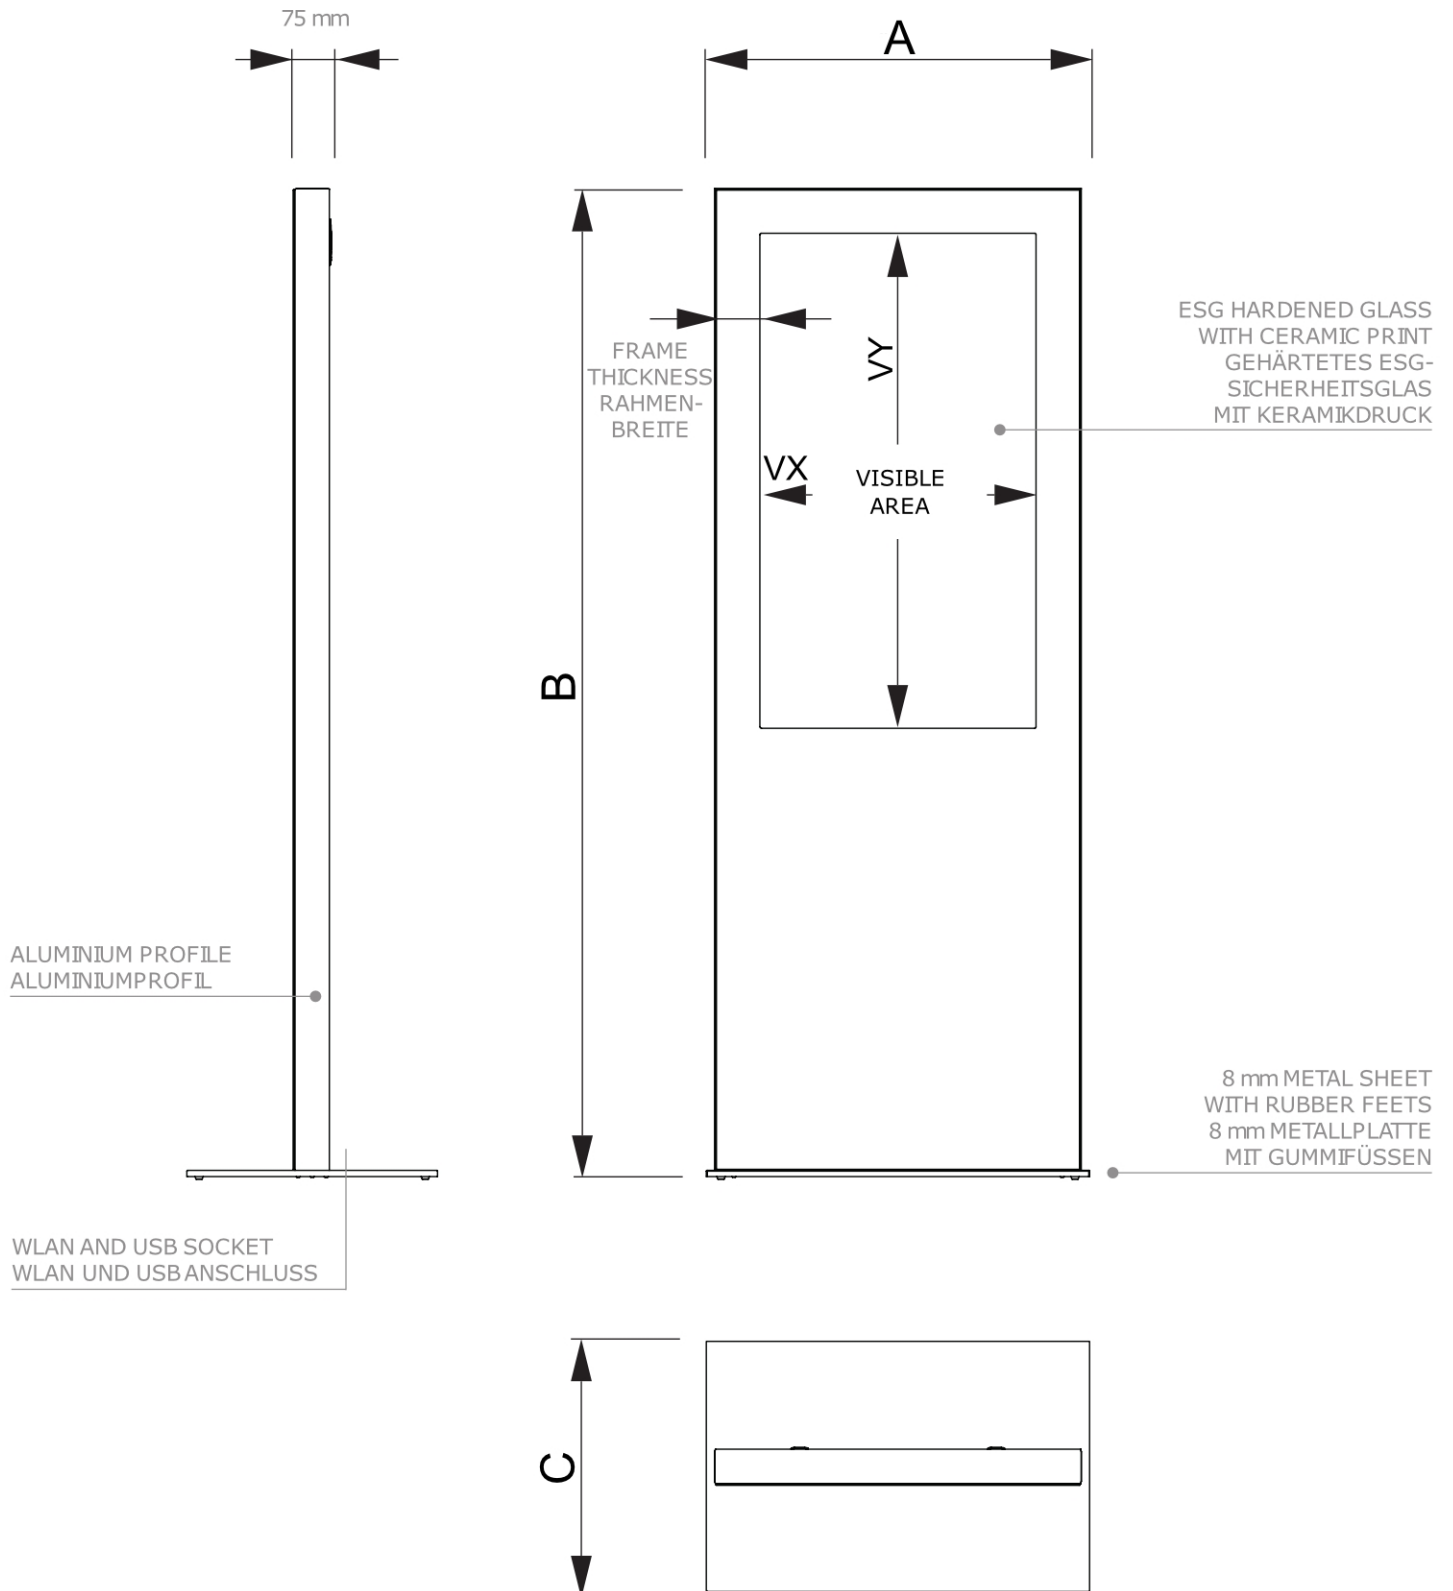 75 mm
A
ESG HARDENED GLASS
WITH CERAMIC PRINT
GEHÄRTETES ESG-
SICHERHEITSGLAS
MIT KERAMIKDRUCK
FRAME
THICKNESS
RAHMEN-
BREITE
VY
VX
VISIBLE
AREA
B
ALUMINIUM PROFILE
ALUMINIUMPROFIL
8 mm METAL SHEET
WITH RUBBER FEETS
8 mm METALLPLATTE
MIT GUMMIFÜSSEN
WLAN AND USB SOCKET
WLAN UND USB ANSCHLUSS
C